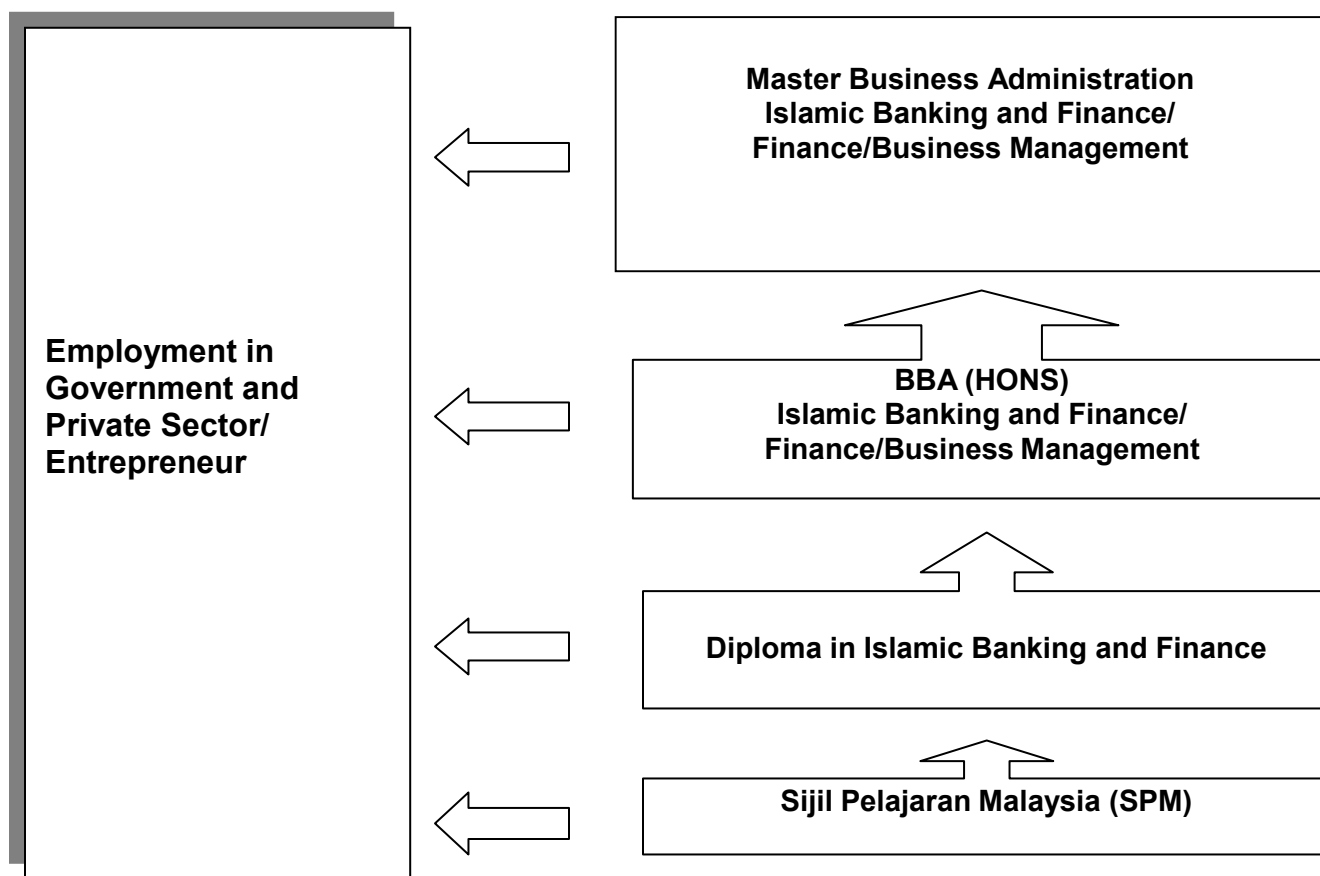 Master Business Administration
Islamic Banking and Finance/
Finance/Business Management
Employment in
Government and
Private Sector/
Entrepreneur
BBA (HONS)
Islamic Banking and Finance/
Finance/Business Management
Diploma in Islamic Banking and Finance
Sijil Pelajaran Malaysia (SPM)